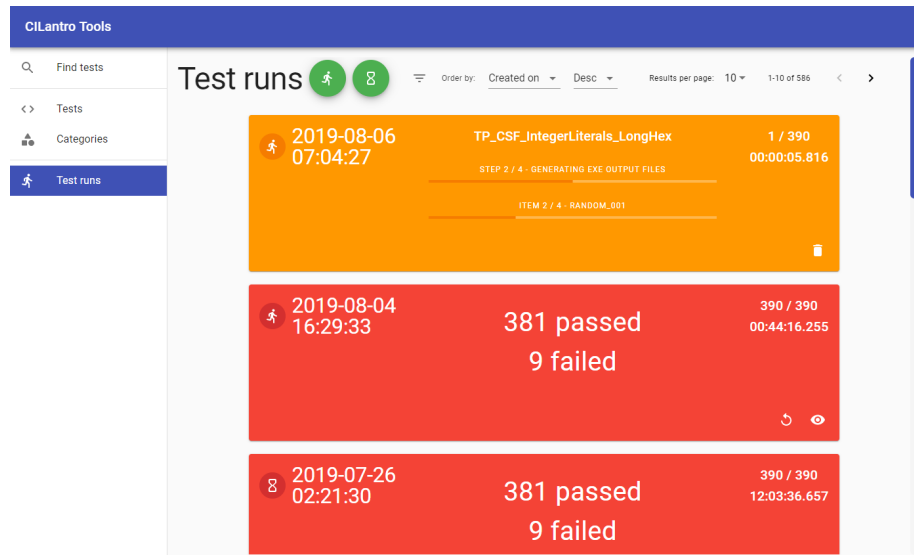 CILantro Tools
Find tests
Tests
Categories
Test runs
Test runs
Order by: Created on Desc Results per page: 10 1-10 of 586
2019-08-06
07:04:27
TP_CSF_IntegerLiterals_LongHex
STEP 2 / 4 - GENERATING EXE OUTPUT FILES
ITEM 2 / 4 - RANDOM_001
1 / 390
00:00:05.816
2019-08-04
16:29:33
381 passed
9 failed
390 / 390
00:44:16.255
2019-07-26
02:21:30
381 passed
9 failed
390 / 390
12:03:36.657